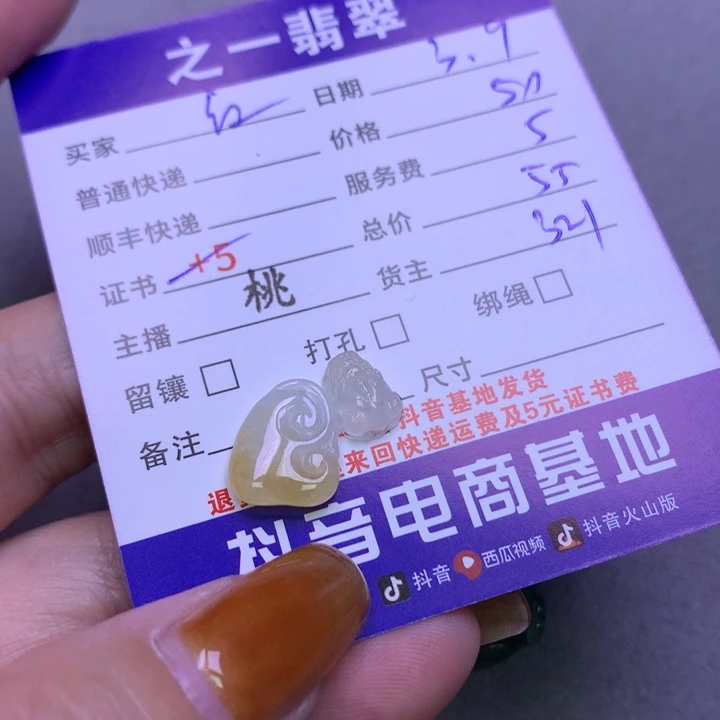 之一翡翠
买家 红 日期 3.9
普通快递 价格 50
顺丰快递 服务费 5
证书 +5 总价 55
主播 桃 货主 321
留镶 打孔 绑绳
备注 尺寸
抖音基地发货
退 来回快递运费及5元证书费
抖音电商基地
抖音 西瓜视频 抖音火山版